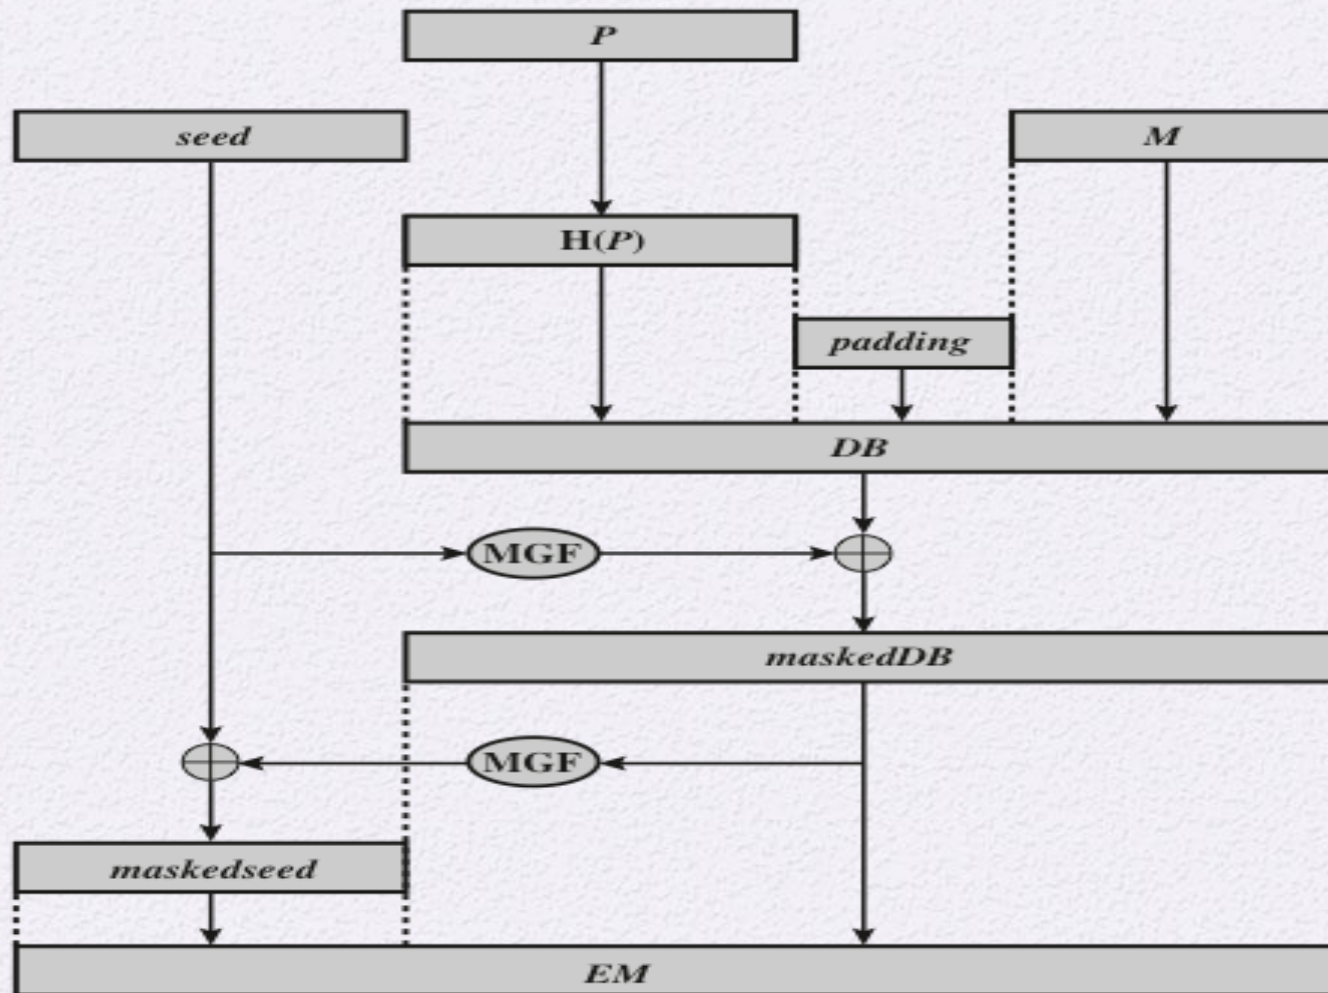 P
seed
M
H(P)
padding
DB
MGF
maskedDB
MGF
maskedseed
EM